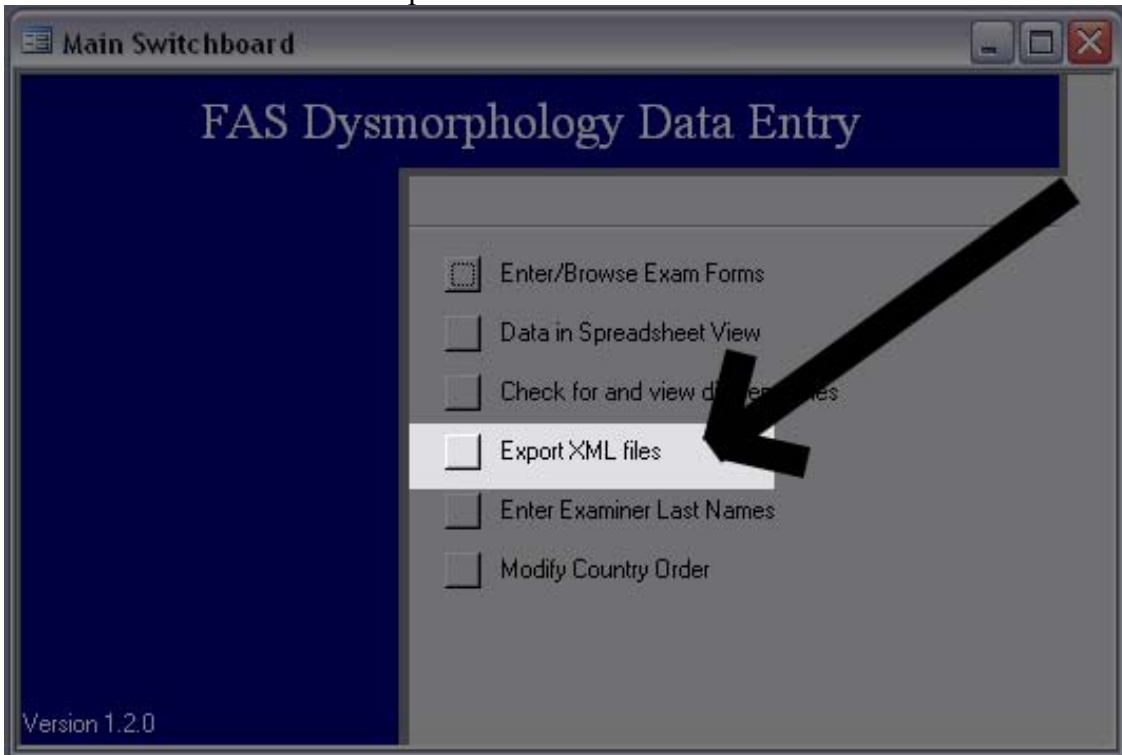 Main Switchboard
FAS Dysmorphology Data Entry
Enter/Browse Exam Forms
Data in Spreadsheet View
Check for and view
Export XML files
Enter Examiner Last Names
Modify Country Order
Version 1.2.0